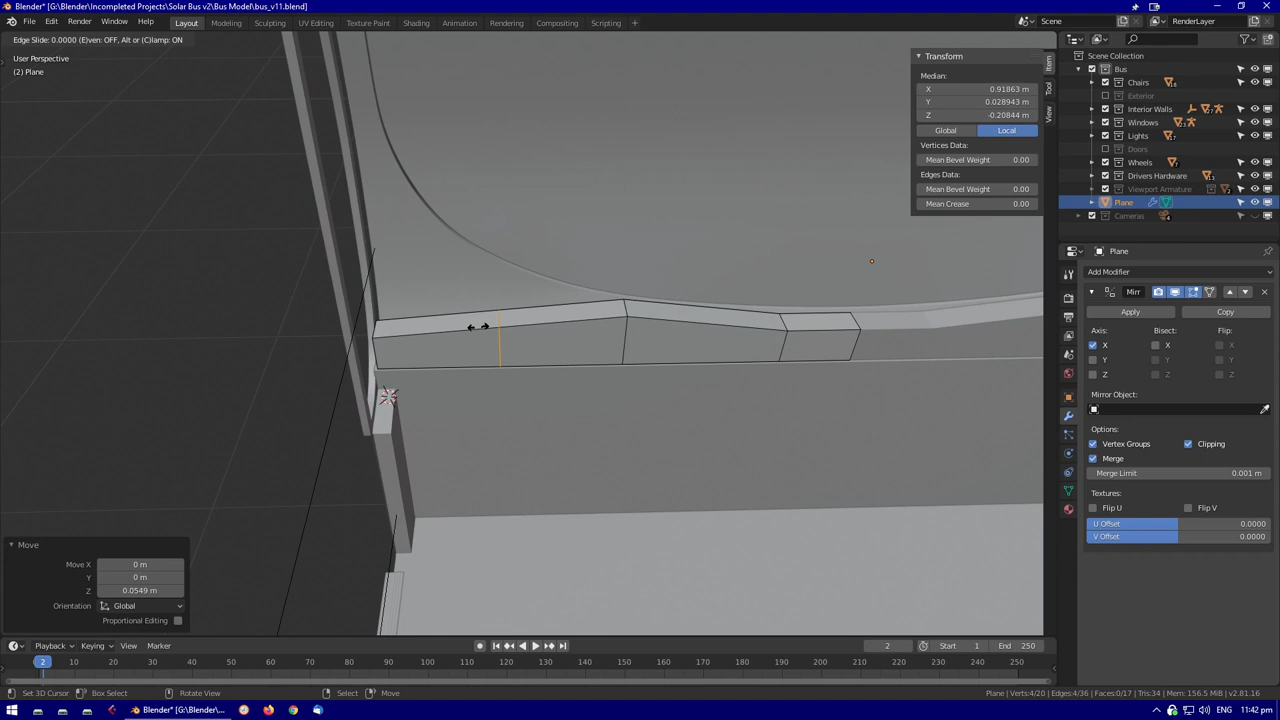 Blender* [G:\Blender\Incompleted Projects\Solar Bus v2\Bus Model\bus_v11.blend]
File Edit Render Window Help Layout Modeling Sculpting UV Editing Texture Paint Shading Animation Rendering Compositing Scripting + Scene RenderLayer
Edge Slide: 0.0000 (E)ven: OFF, Alt or (C)lamp: ON
User Perspective
(2) Plane
Transform
Median:
X 0.91863 m
Y 0.028943 m
Z -0.20844 m
Global Local
Vertices Data:
Mean Bevel Weight 0.00
Edges Data:
Mean Bevel Weight 0.00
Mean Crease 0.00
Item
Tool
View
Scene Collection
Bus
Chairs
Exterior
Interior Walls
Windows
Lights
Doors
Wheels
Drivers Hardware
Viewport Armature
Plane
Cameras
Plane
Add Modifier
Mirr
Apply Copy
Axis: Bisect: Flip:
X X X
Y Y Y
Z Z Z
Mirror Object:
Options:
Vertex Groups Clipping
Merge
Merge Limit 0.001 m
Textures:
Flip U Flip V
U Offset 0.0000
V Offset 0.0000
Move
Move X 0 m
Y 0 m
Z 0.0549 m
Orientation Global
Proportional Editing
Playback Keying View Marker 2 Start 1 End 250
2 10 20 30 40 50 60 70 80 90 100 110 120 130 140 150 160 170 180 190 200 210 220 230 240 250
Set 3D Cursor Box Select Rotate View Select Move Plane | Verts:4/20 | Edges:4/36 | Faces:0/17 | Tris:34 | Mem: 156.5 MiB | v2.81.16
Blender* [G:\Blender... ENG 11:42 pm